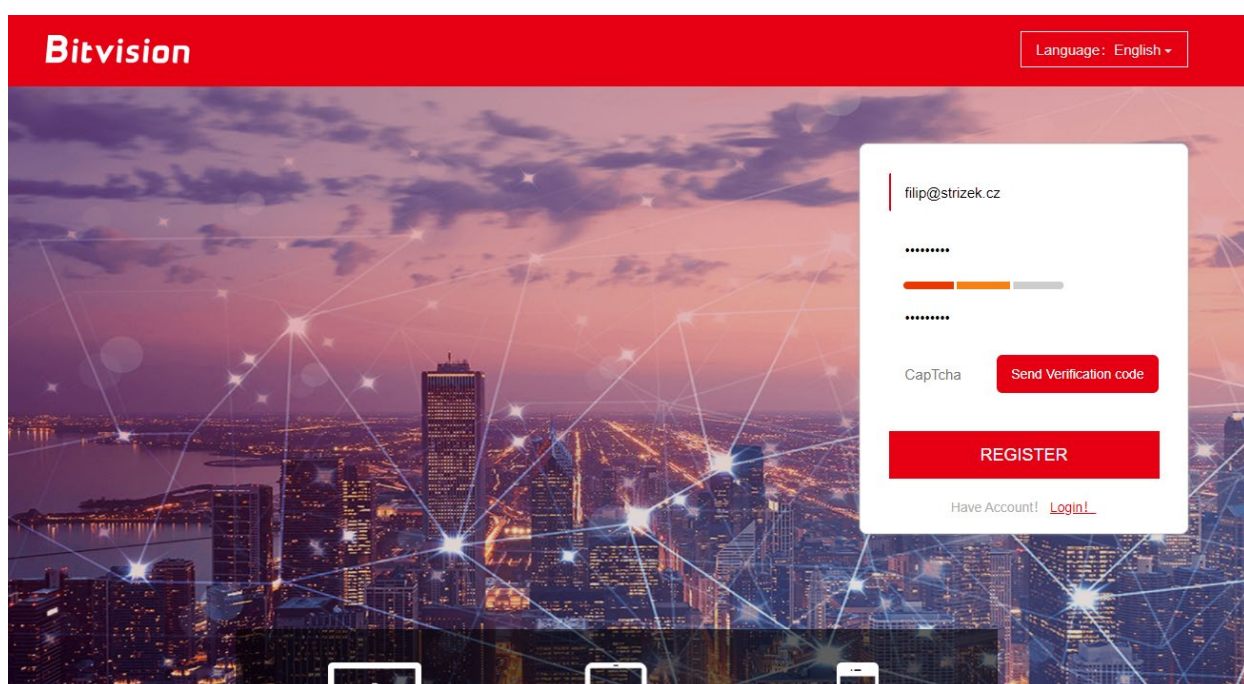 Bitvision
Language: English
filip@strizek.cz
•••••••••
•••••••••
CapTcha
Send Verification code
REGISTER
Have Account! Login!